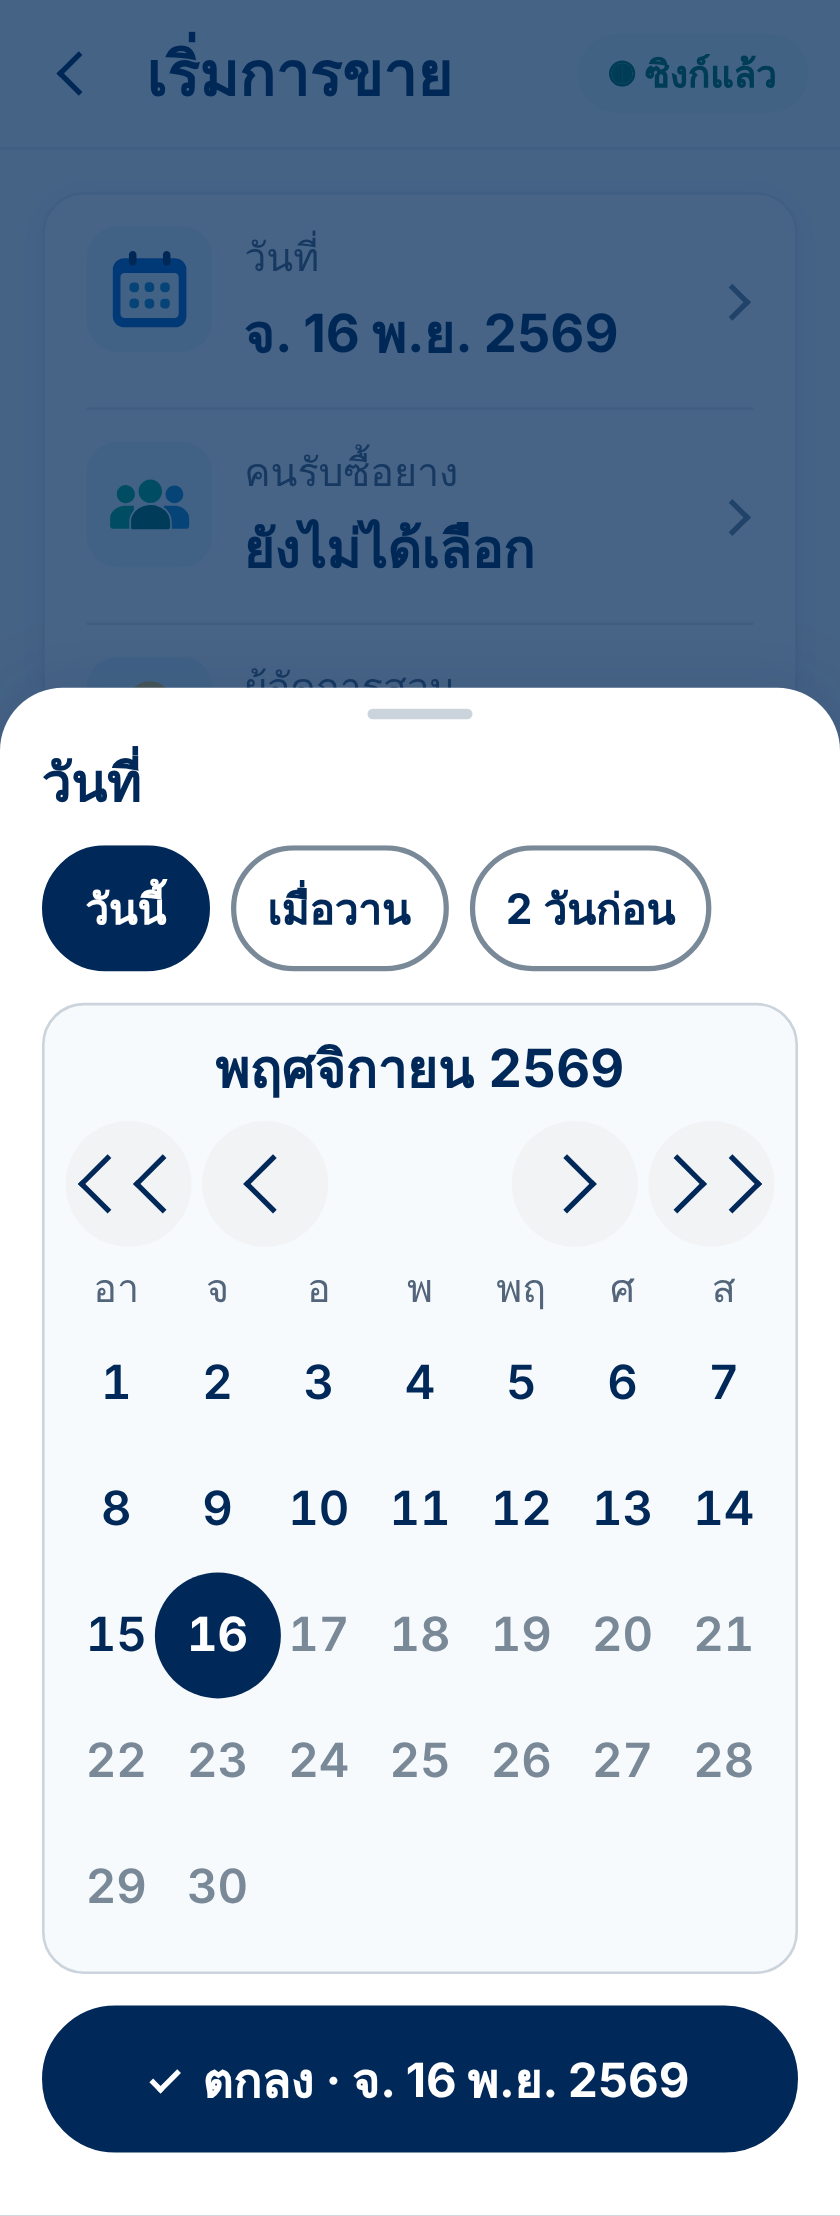 เริ่มการขาย
ซิงก์แล้ว
วันที่
จ. 16 พ.ย. 2569
คนรับซื้อยาง
ยังไม่ได้เลือก
วันที่
วันนี้ เมื่อวาน 2 วันก่อน
พฤศจิกายน 2569
อา จ อ พ พฤ ศ ส
1 2 3 4 5 6 7
8 9 10 11 12 13 14
15 16 17 18 19 20 21
22 23 24 25 26 27 28
29 30
ตกลง · จ. 16 พ.ย. 2569